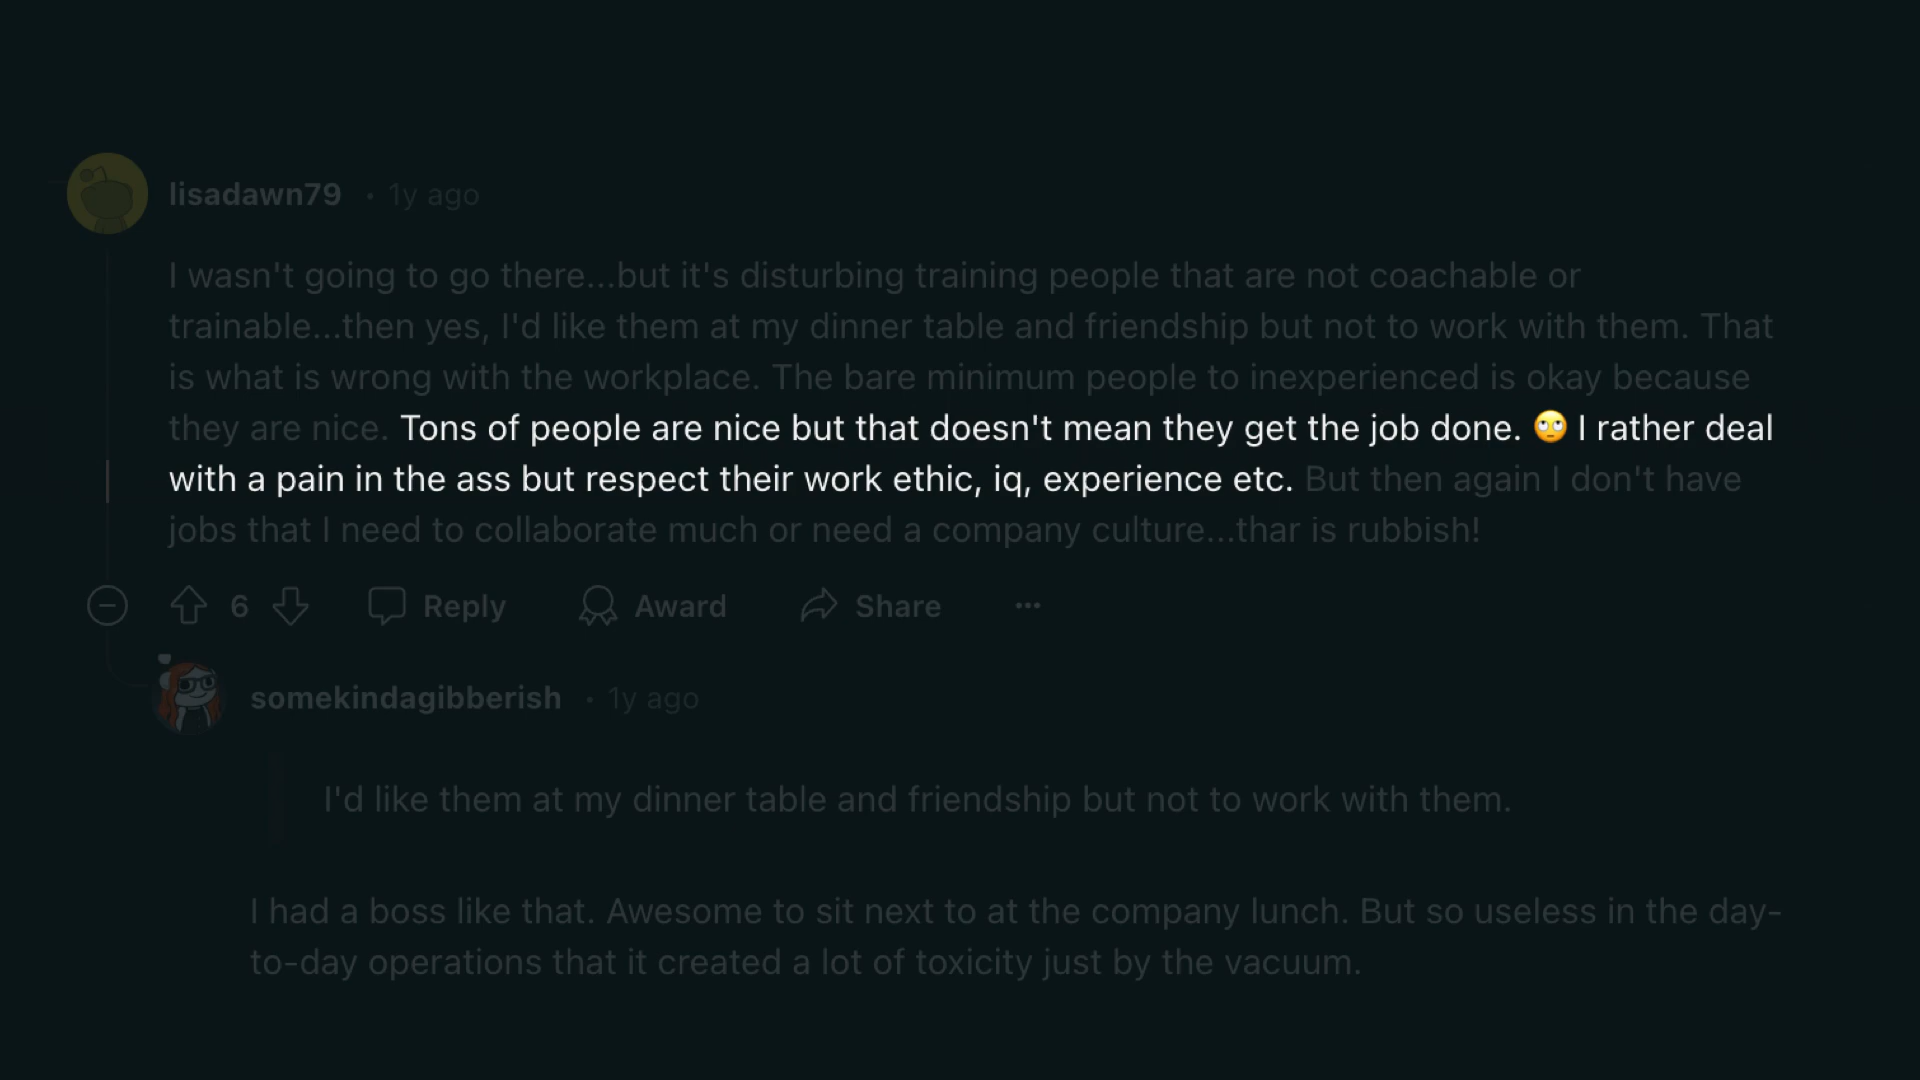 lisadawn79 • 1y ago
I wasn't going to go there...but it's disturbing training people that are not coachable or
trainable...then yes, I'd like them at my dinner table and friendship but not to work with them. That
is what is wrong with the workplace. The bare minimum people to inexperienced is okay because
they are nice. Tons of people are nice but that doesn't mean they get the job done. 🙄 I rather deal
with a pain in the ass but respect their work ethic, iq, experience etc. But then again I don't have
jobs that I need to collaborate much or need a company culture...thar is rubbish!
6 Reply Award Share ...
somekindagibberish • 1y ago
I'd like them at my dinner table and friendship but not to work with them.
I had a boss like that. Awesome to sit next to at the company lunch. But so useless in the day-
to-day operations that it created a lot of toxicity just by the vacuum.